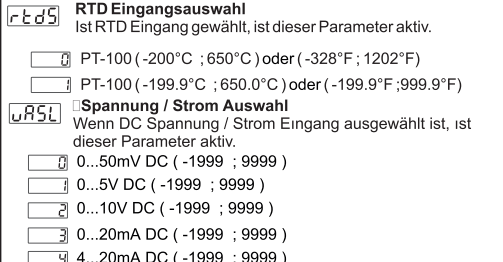 rtdS RTD Eingangsauswahl
Ist RTD Eingang gewählt, ist dieser Parameter aktiv.
0 PT-100 ( -200°C ; 650°C ) oder ( -328°F ; 1202°F )
1 PT-100 ( -199.9°C ; 650.0°C ) oder ( -199.9°F ;999.9°F )
uASL □Spannung / Strom Auswahl
Wenn DC Spannung / Strom Eıngang ausgewählt ist, ıst
dieser Parameter aktiv.
0 0...50mV DC ( -1999 ; 9999 )
1 0...5V DC ( -1999 ; 9999 )
2 0...10V DC ( -1999 ; 9999 )
3 0...20mA DC ( -1999 ; 9999 )
4 4...20mA DC ( -1999 ; 9999 )